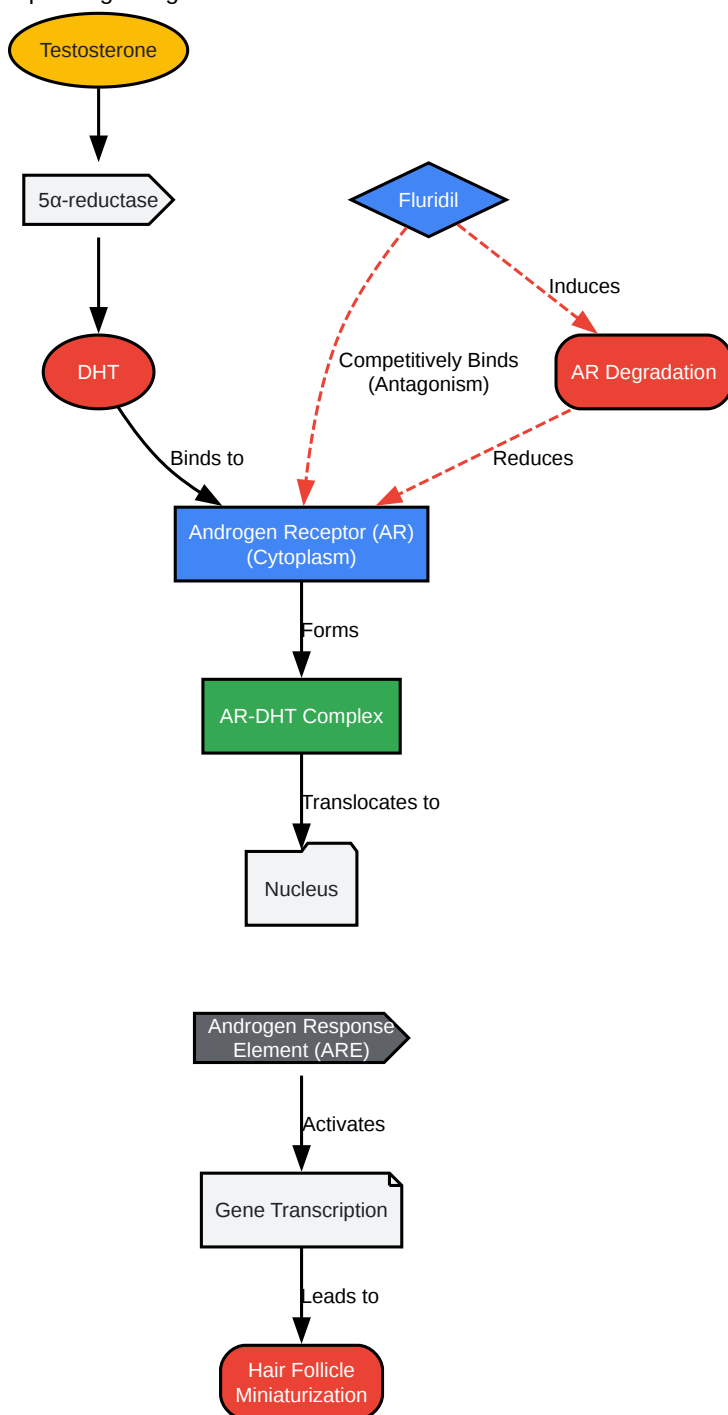 Testosterone
5α-reductase
Fluridil
Induces
Competitively Binds
(Antagonism)
DHT
AR Degradation
Binds to
Reduces
Androgen Receptor (AR)
(Cytoplasm)
Forms
AR-DHT Complex
Translocates to
Nucleus
Androgen Response
Element (ARE)
Activates
Gene Transcription
Leads to
Hair Follicle
Miniaturization